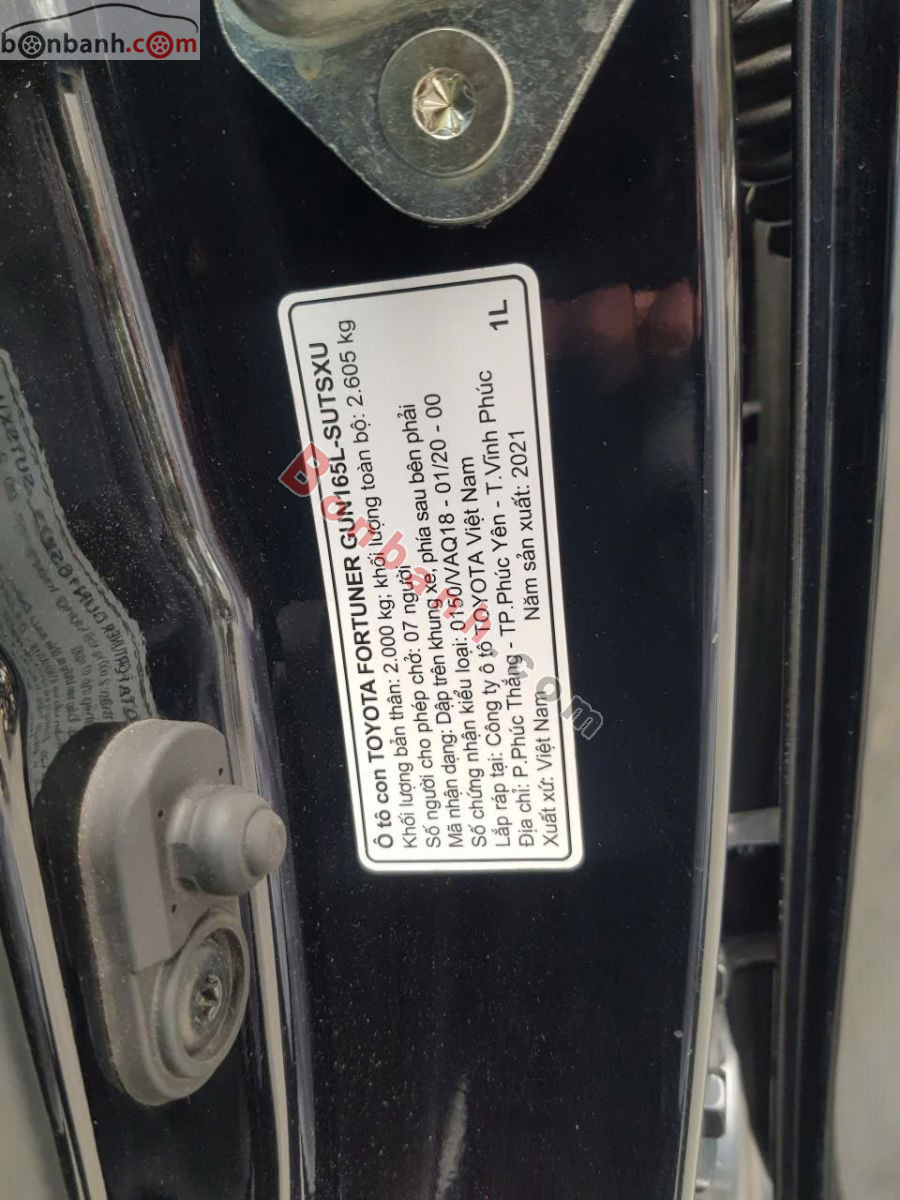 bonbanh.com
Ô tô con TOYOTA FORTUNER GUN165L-SUTSXU
Khối lượng bản thân: 2.000 kg; khối lượng toàn bộ: 2.605 kg
Số người cho phép chở: 07 người
Mã nhận dạng: Dập trên khung xe, phía sau bên phải
Số chứng nhận kiểu loại: 0150/VAQ18 - 01/20 - 00
Lắp ráp tại: Công ty ô tô TOYOTA Việt Nam
Địa chỉ: P.Phúc Thắng - TP.Phúc Yên - T.Vĩnh Phúc 1L
Xuất xứ: Việt Nam Năm sản xuất: 2021
Bonbanh.com